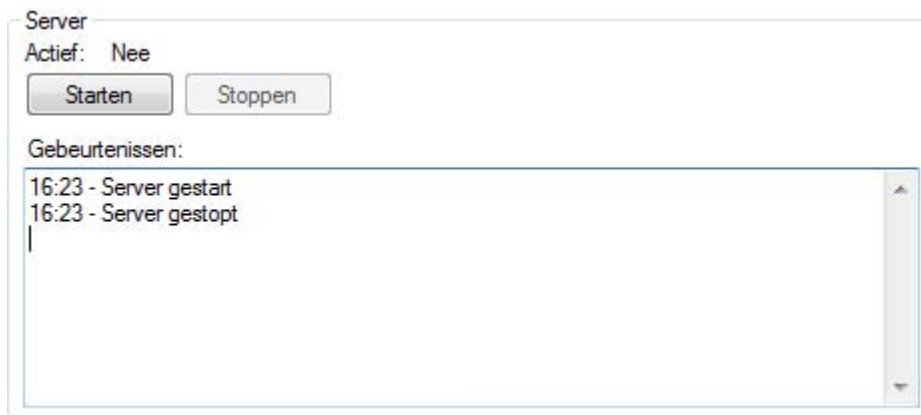 Server
Actief: Nee
Starten Stoppen
Gebeurtenissen:
16:23 - Server gestart
16:23 - Server gestopt